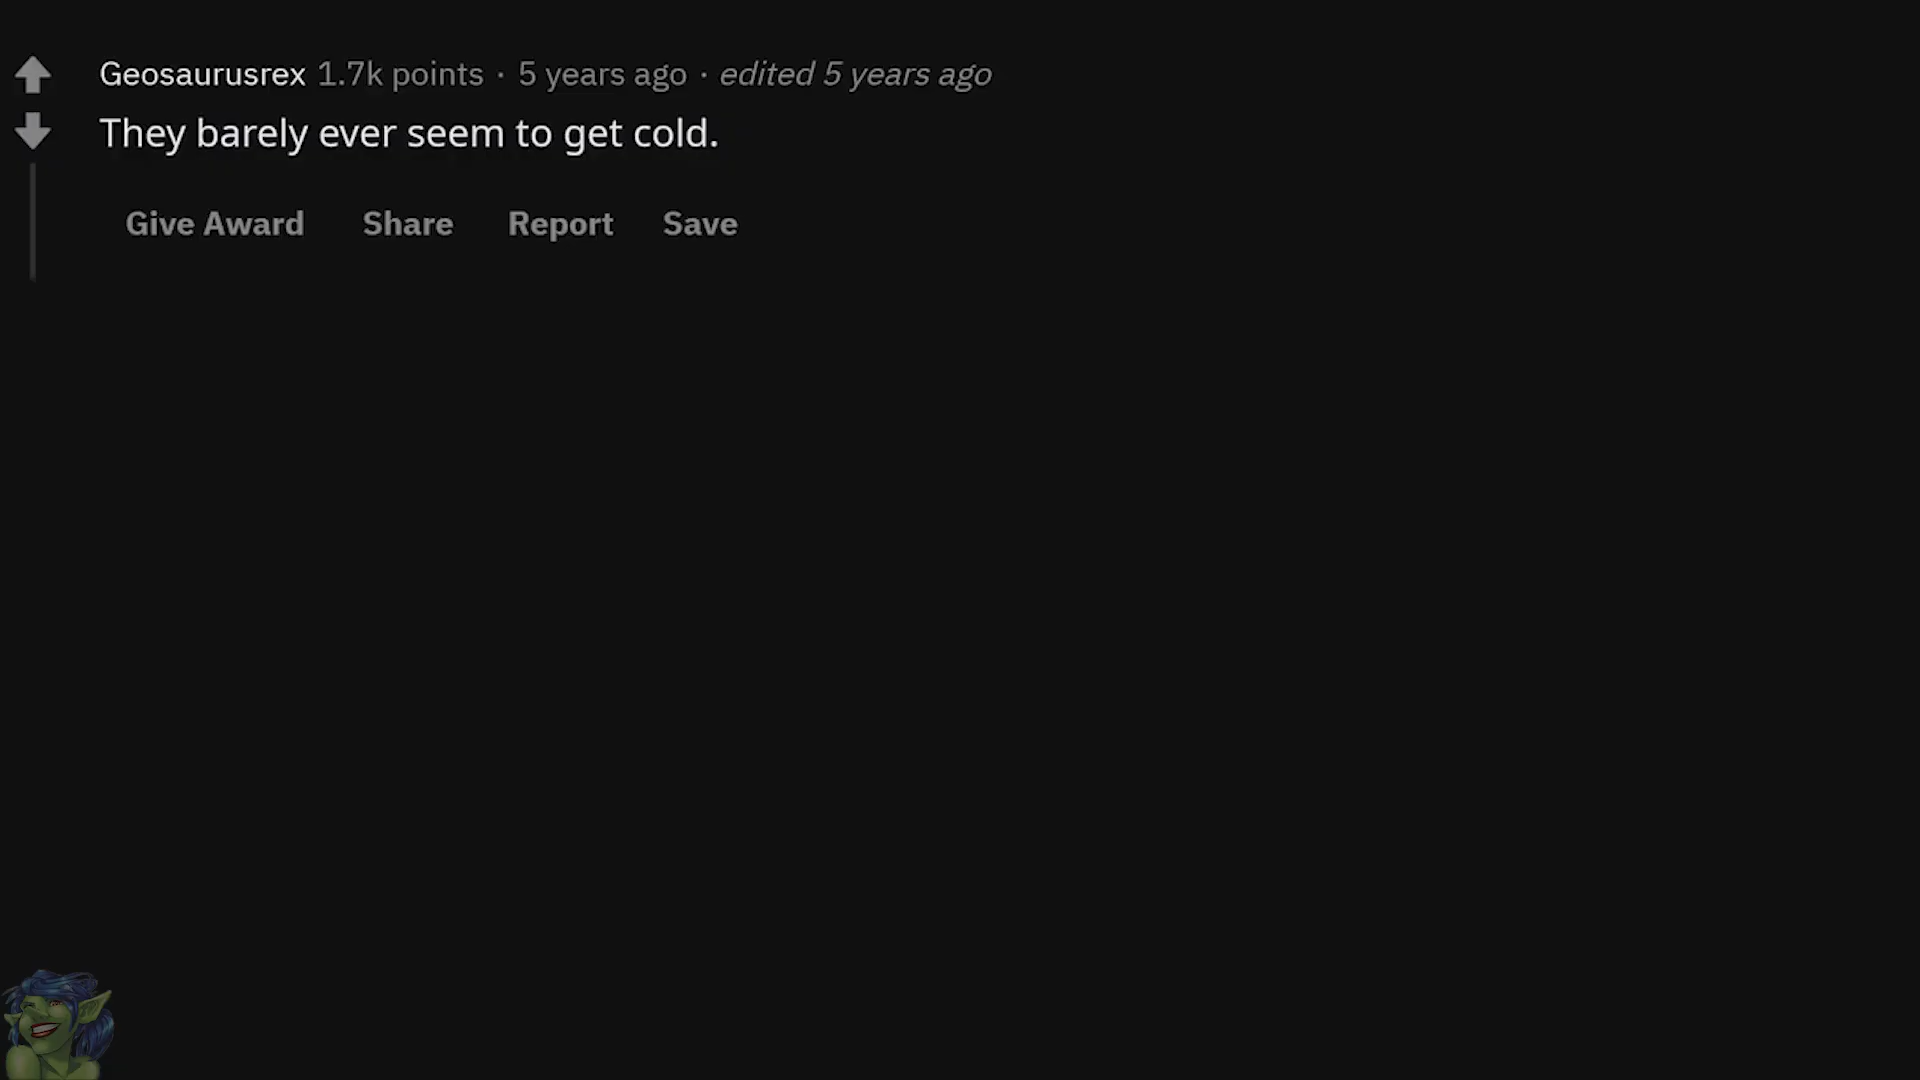 Geosaurusrex 1.7k points · 5 years ago · edited 5 years ago
They barely ever seem to get cold.
Give Award Share Report Save